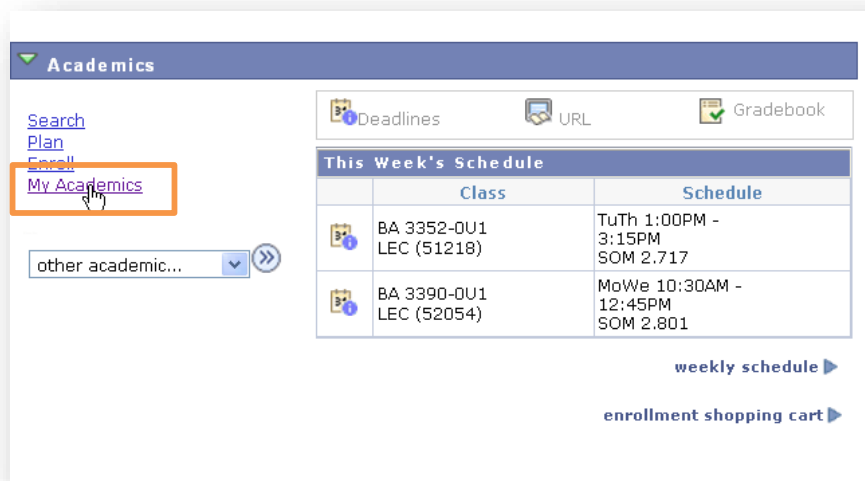 Academics
Search
Plan
Enroll
My Academics
other academic...
Deadlines
URL
Gradebook
This Week's Schedule
Class
Schedule
BA 3352-0U1
LEC (51218)
TuTh 1:00PM -
3:15PM
SOM 2.717
BA 3390-0U1
LEC (52054)
MoWe 10:30AM -
12:45PM
SOM 2.801
weekly schedule
enrollment shopping cart